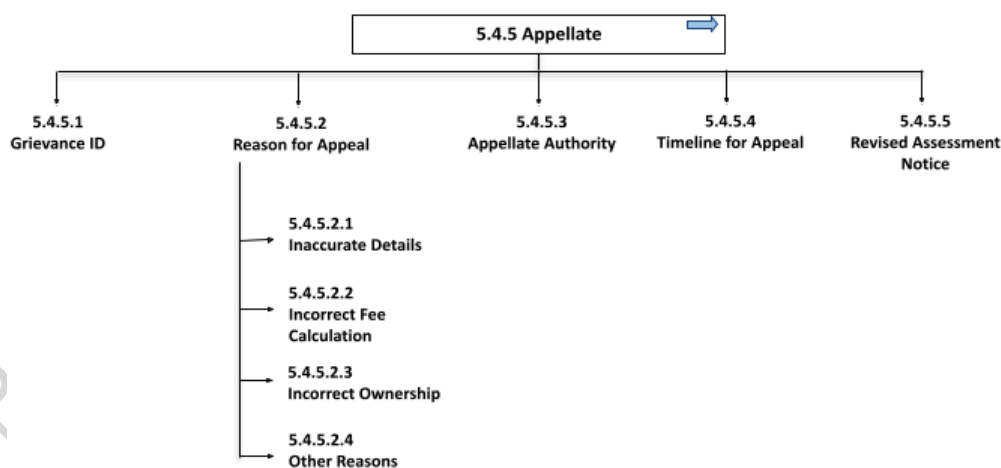 5.4.5 Appellate
5.4.5.1
Grievance ID
5.4.5.2
Reason for Appeal
5.4.5.3
Appellate Authority
5.4.5.4
Timeline for Appeal
5.4.5.5
Revised Assessment
Notice
5.4.5.2.1
Inaccurate Details
5.4.5.2.2
Incorrect Fee
Calculation
5.4.5.2.3
Incorrect Ownership
5.4.5.2.4
Other Reasons